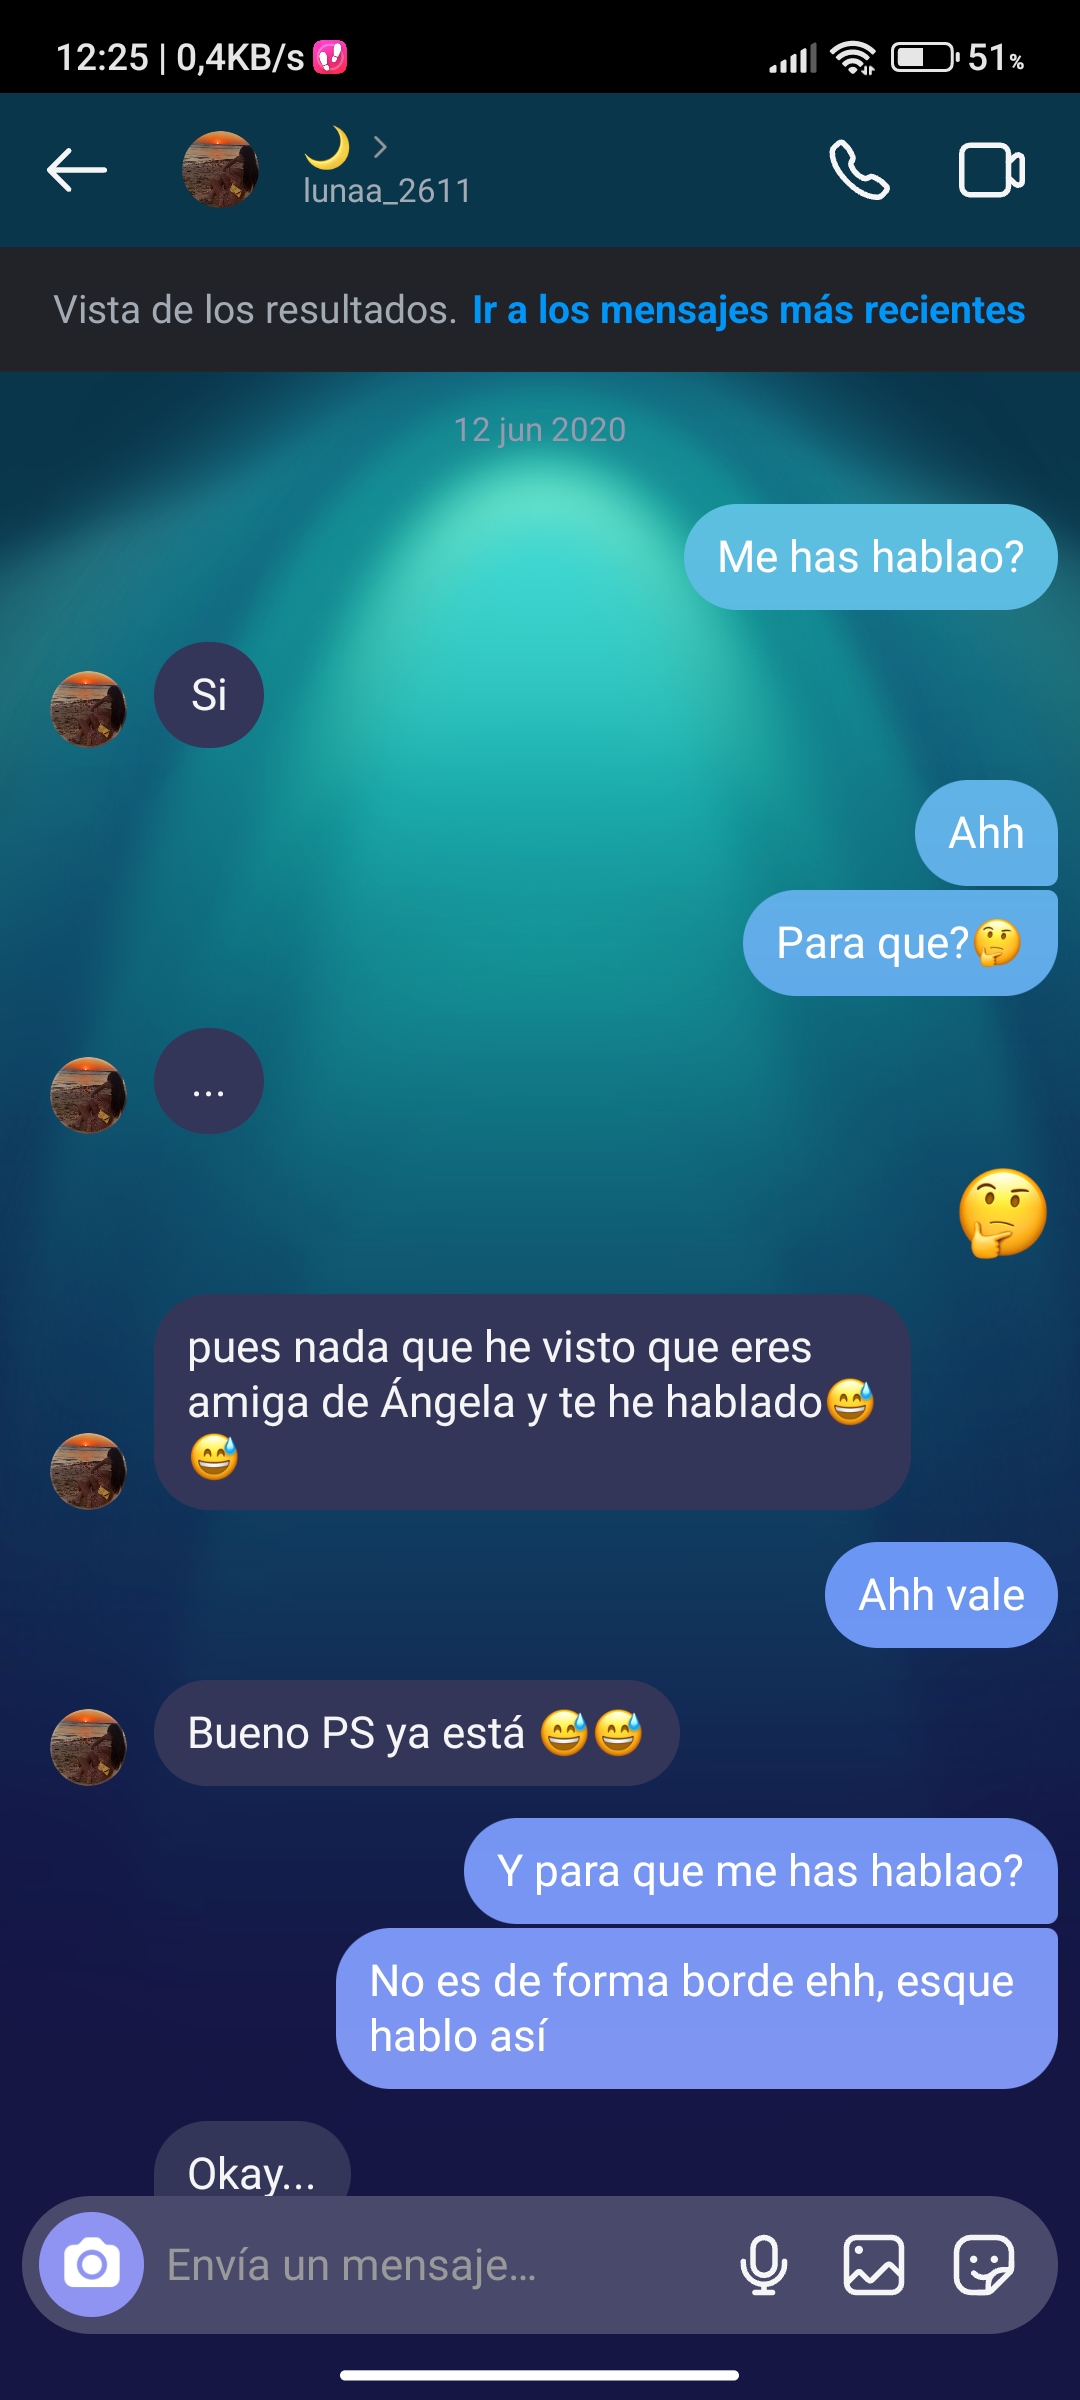 12:25 | 0,4KB/s 51%
🌙 >
lunaa_2611
Vista de los resultados. Ir a los mensajes más recientes
12 jun 2020
Me has hablao?
Si
Ahh
Para que?🤔
...
🤔
pues nada que he visto que eres
amiga de Ángela y te he hablado😅
😅
Ahh vale
Bueno PS ya está 😅😅
Y para que me has hablao?
No es de forma borde ehh, esque
hablo así
Okay...
Envía un mensaje...